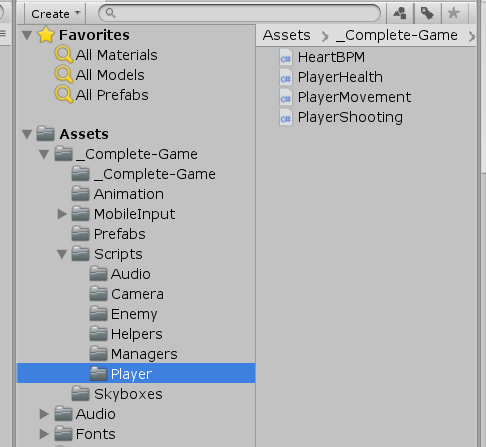 Create
Favorites
All Materials
All Models
All Prefabs
Assets
_Complete-Game
_Complete-Game
Animation
MobileInput
Prefabs
Scripts
Audio
Camera
Enemy
Helpers
Managers
Player
Skyboxes
Audio
Fonts
Assets _Complete-Game
c# HeartBPM
c# PlayerHealth
c# PlayerMovement
c# PlayerShooting